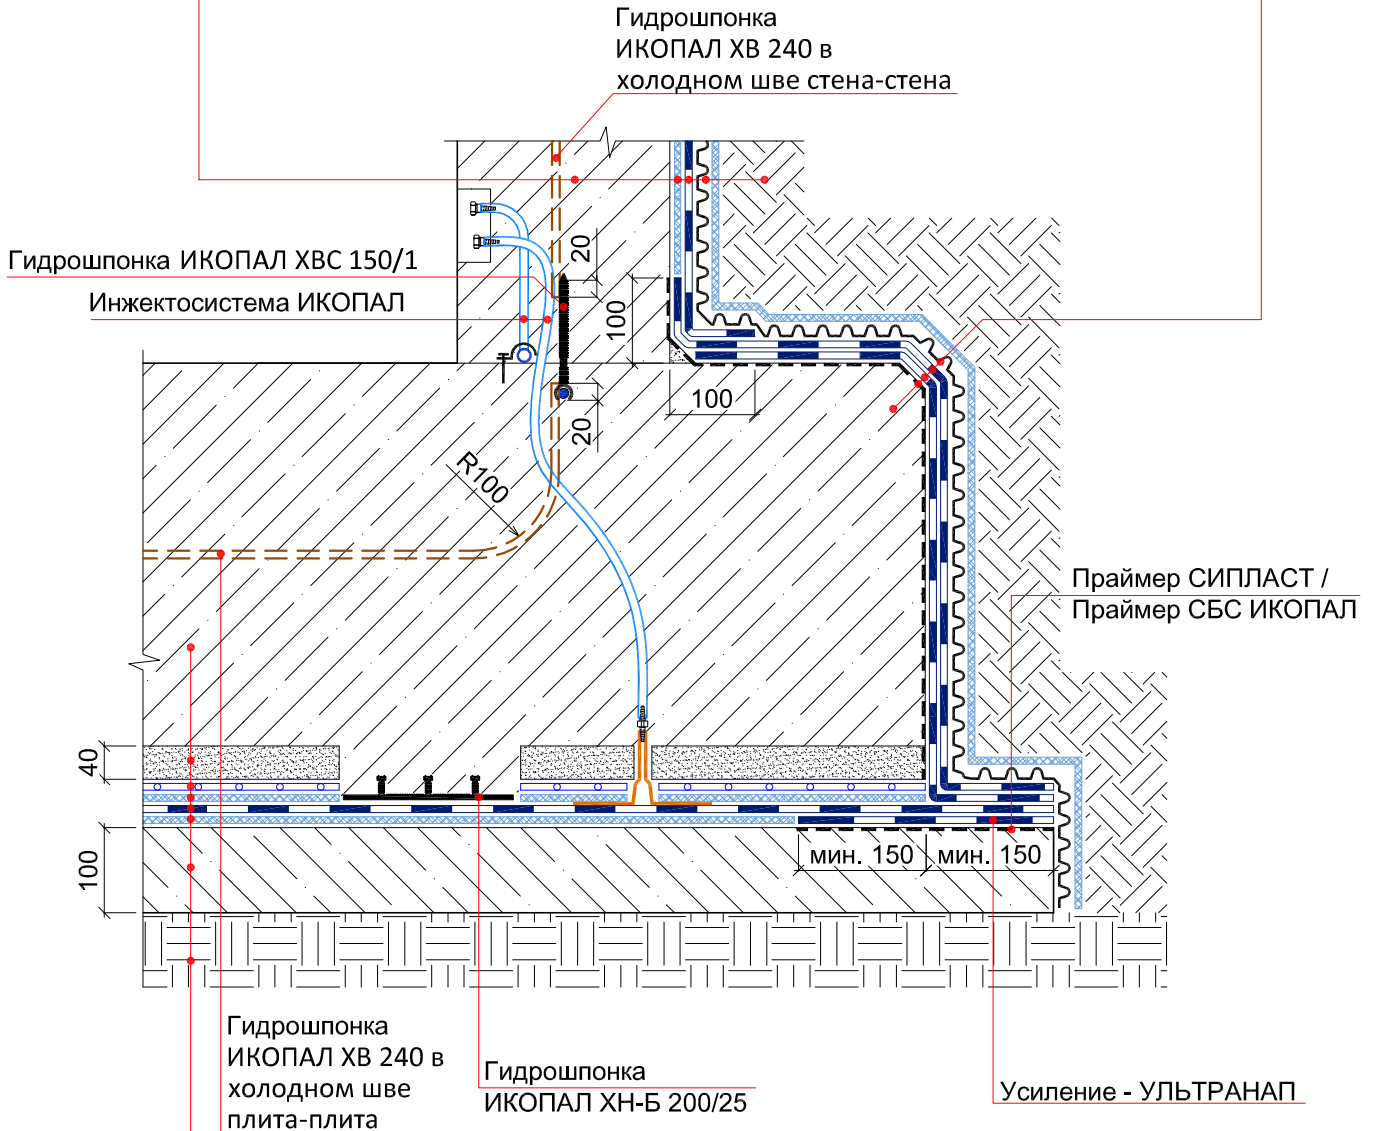 Гидрошпонка
ИКОПАЛ ХВ 240 в
холодном шве стена-стена
Гидрошпонка ИКОПАЛ ХВС 150/1
Инжектосистема ИКОПАЛ
20
100
100
20
R100
Праймер СИПЛАСТ /
Праймер СБС ИКОПАЛ
40
100
мин. 150
мин. 150
Гидрошпонка
ИКОПАЛ ХВ 240 в
холодном шве
плита-плита
Гидрошпонка
ИКОПАЛ ХН-Б 200/25
Усиление - УЛЬТРАНАП